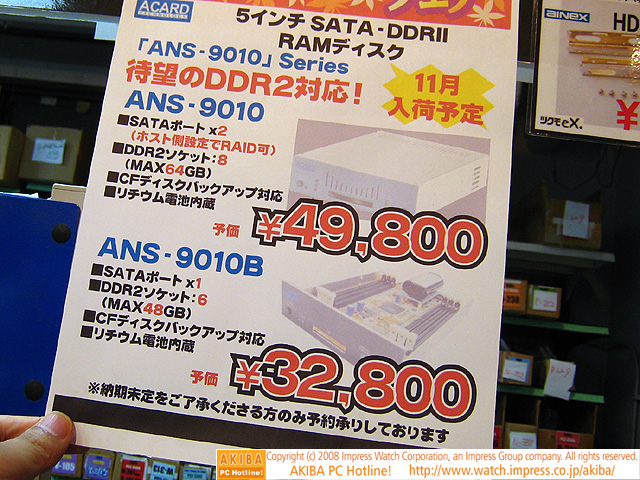 ACARD
TECHNOLOGY
フェア
5インチ SATA - DDRII
RAMディスク
「ANS-9010」Series
待望のDDR2対応！
11月
入荷予定
ANS-9010
■SATAポート x2
（ホスト側設定でRAID可）
■DDR2ソケット：8
（MAX64GB）
■CFディスクバックアップ対応
■リチウム電池内蔵
予価 ¥49,800
ANS-9010B
■SATAポート x1
■DDR2ソケット：6
（MAX48GB）
■CFディスクバックアップ対応
■リチウム電池内蔵
予価 ¥32,800
※納期未定をご了承くださる方のみ予約承りしております
AINEX
HD
ツクモeX.
AKIBA
PC Hotline!
Copyright (c) 2008 Impress Watch Corporation, an Impress Group company. All rights reserved.
AKIBA PC Hotline! http://www.watch.impress.co.jp/akiba/